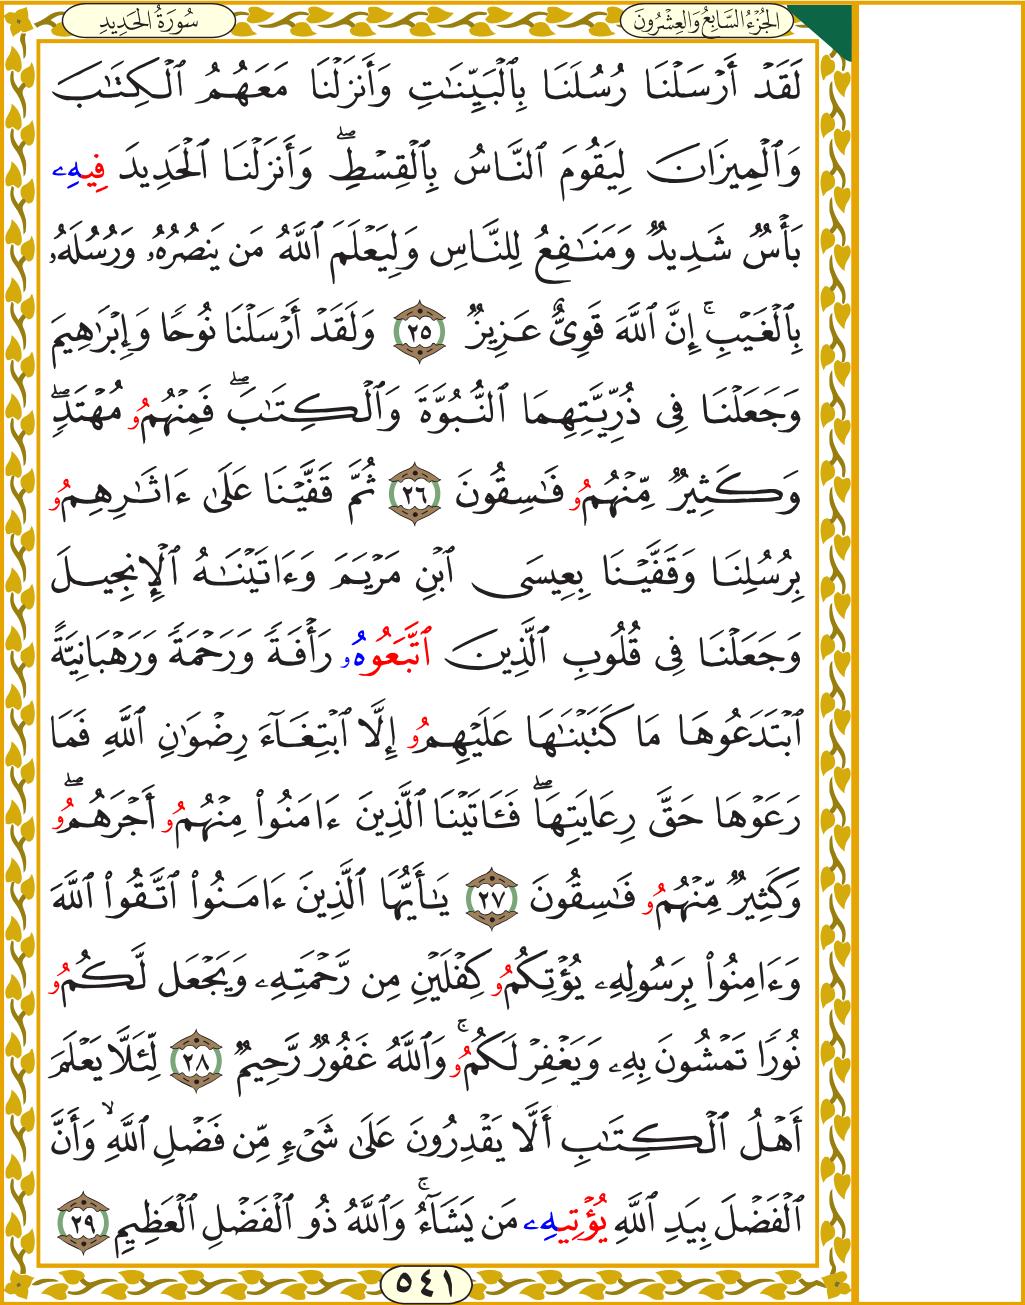 الجُزْءُ السَّابِعُ وَالعِشْرُونَ
سُورَةُ الحَدِيدِ
لَقَدْ أَرْسَلْنَا رُسُلَنَا بِٱلْبَيِّنَٰتِ وَأَنزَلْنَا مَعَهُمُ ٱلْكِتَٰبَ
وَٱلْمِيزَانَ لِيَقُومَ ٱلنَّاسُ بِٱلْقِسْطِۖ وَأَنزَلْنَا ٱلْحَدِيدَ فِيهِۦ
بَأْسٌ شَدِيدٌ وَمَنَٰفِعُ لِلنَّاسِ وَلِيَعْلَمَ ٱللَّهُ مَن يَنصُرُهُۥ وَرُسُلَهُۥ
بِٱلْغَيْبِۚ إِنَّ ٱللَّهَ قَوِىٌّ عَزِيزٌ ٢٥ وَلَقَدْ أَرْسَلْنَا نُوحًا وَإِبْرَٰهِيمَ
وَجَعَلْنَا فِى ذُرِّيَّتِهِمَا ٱلنُّبُوَّةَ وَٱلْكِتَٰبَۖ فَمِنْهُمُۥ مُهْتَدٍۖ
وَكَثِيرٌ مِّنْهُمُۥ فَٰسِقُونَ ٢٦ ثُمَّ قَفَّيْنَا عَلَىٰ ءَاثَٰرِهِمُۥ
بِرُسُلِنَا وَقَفَّيْنَا بِعِيسَى ٱبْنِ مَرْيَمَ وَءَاتَيْنَٰهُ ٱلْإِنجِيلَ
وَجَعَلْنَا فِى قُلُوبِ ٱلَّذِينَ ٱتَّبَعُوهُۥ رَأْفَةً وَرَحْمَةً وَرَهْبَانِيَّةً
ٱبْتَدَعُوهَا مَا كَتَبْنَٰهَا عَلَيْهِمُۥ إِلَّا ٱبْتِغَآءَ رِضْوَٰنِ ٱللَّهِ فَمَا
رَعَوْهَا حَقَّ رِعَايَتِهَاۖ فَـَٔاتَيْنَا ٱلَّذِينَ ءَامَنُوا۟ مِنْهُمُۥ أَجْرَهُمُۥۖ
وَكَثِيرٌ مِّنْهُمُۥ فَٰسِقُونَ ٢٧ يَٰٓأَيُّهَا ٱلَّذِينَ ءَامَنُوا۟ ٱتَّقُوا۟ ٱللَّهَ
وَءَامِنُوا۟ بِرَسُولِهِۦ يُؤْتِكُمُۥ كِفْلَيْنِ مِن رَّحْمَتِهِۦ وَيَجْعَل لَّكُمُۥ
نُورًا تَمْشُونَ بِهِۦ وَيَغْفِرْ لَكُمُۥۚ وَٱللَّهُ غَفُورٌ رَّحِيمٌ ٢٨ لِّئَلَّا يَعْلَمَ
أَهْلُ ٱلْكِتَٰبِ أَلَّا يَقْدِرُونَ عَلَىٰ شَىْءٍ مِّن فَضْلِ ٱللَّهِۙ وَأَنَّ
ٱلْفَضْلَ بِيَدِ ٱللَّهِ يُؤْتِيهِۦ مَن يَشَآءُۚ وَٱللَّهُ ذُو ٱلْفَضْلِ ٱلْعَظِيمِ ٢٩
٥٤١